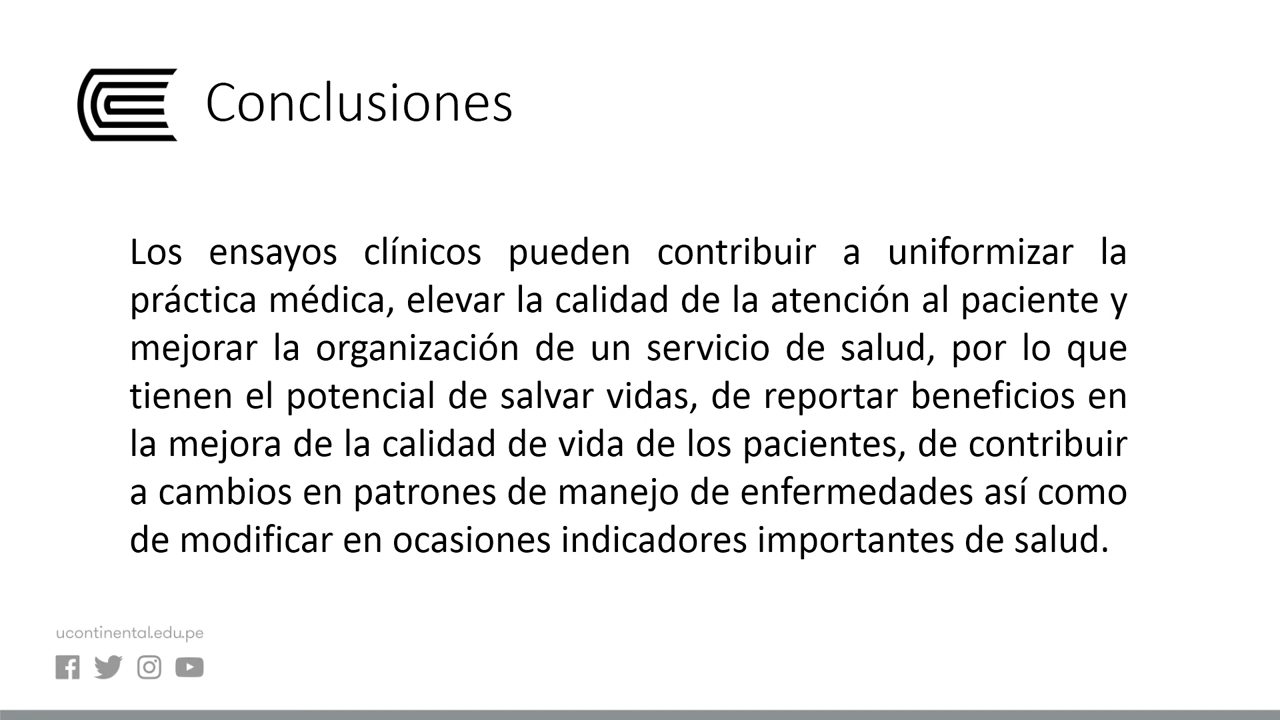 Conclusiones
Los ensayos clínicos pueden contribuir a uniformizar la
práctica médica, elevar la calidad de la atención al paciente y
mejorar la organización de un servicio de salud, por lo que
tienen el potencial de salvar vidas, de reportar beneficios en
la mejora de la calidad de vida de los pacientes, de contribuir
a cambios en patrones de manejo de enfermedades así como
de modificar en ocasiones indicadores importantes de salud.
ucontinental.edu.pe